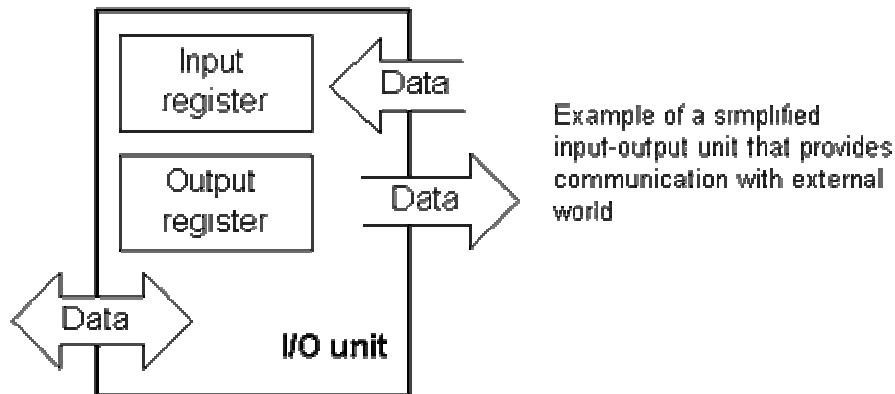 Input
register
Data
Output
register
Data
Data
I/O unit
Example of a simplified
input-output unit that provides
communication with external
world